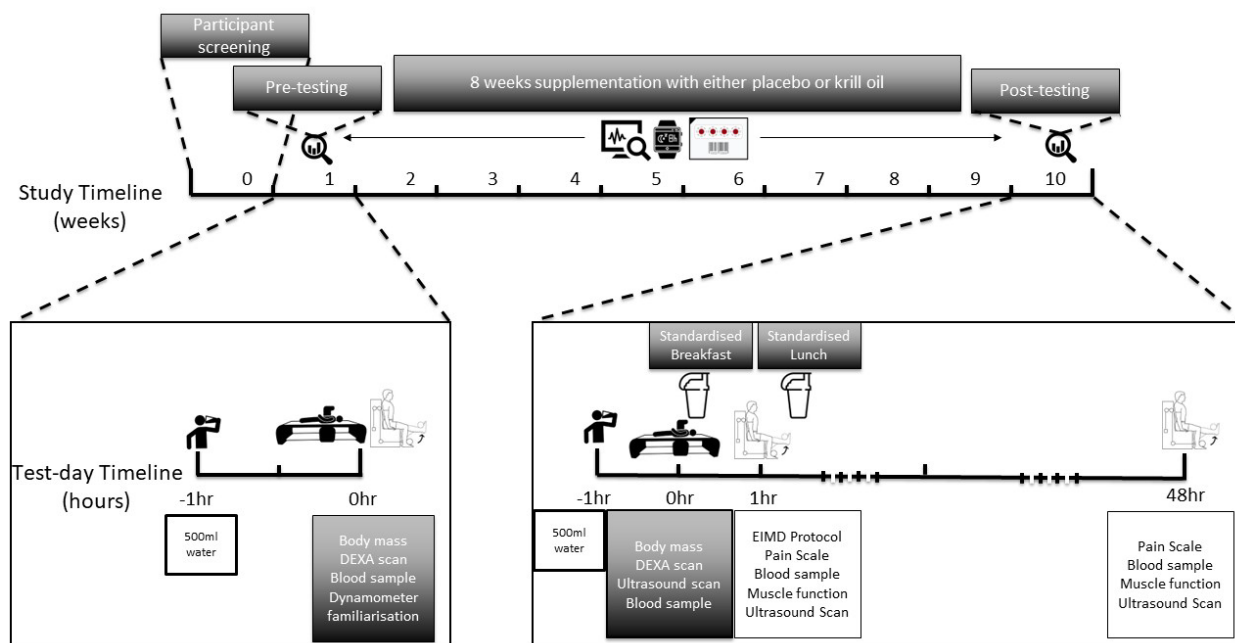 Participant
screening
Pre-testing
8 weeks supplementation with either placebo or krill oil
Post-testing
Study Timeline
(weeks)
0 1 2 3 4 5 6 7 8 9 10
Standardised
Breakfast
Standardised
Lunch
Test-day Timeline
(hours)
-1hr 0hr
500ml
water
Body mass
DEXA scan
Blood sample
Dynamometer
familiarisation
-1hr 0hr 1hr 48hr
500ml
water
Body mass
DEXA scan
Ultrasound scan
Blood sample
EIMD Protocol
Pain Scale
Blood sample
Muscle function
Ultrasound Scan
Pain Scale
Blood sample
Muscle function
Ultrasound Scan